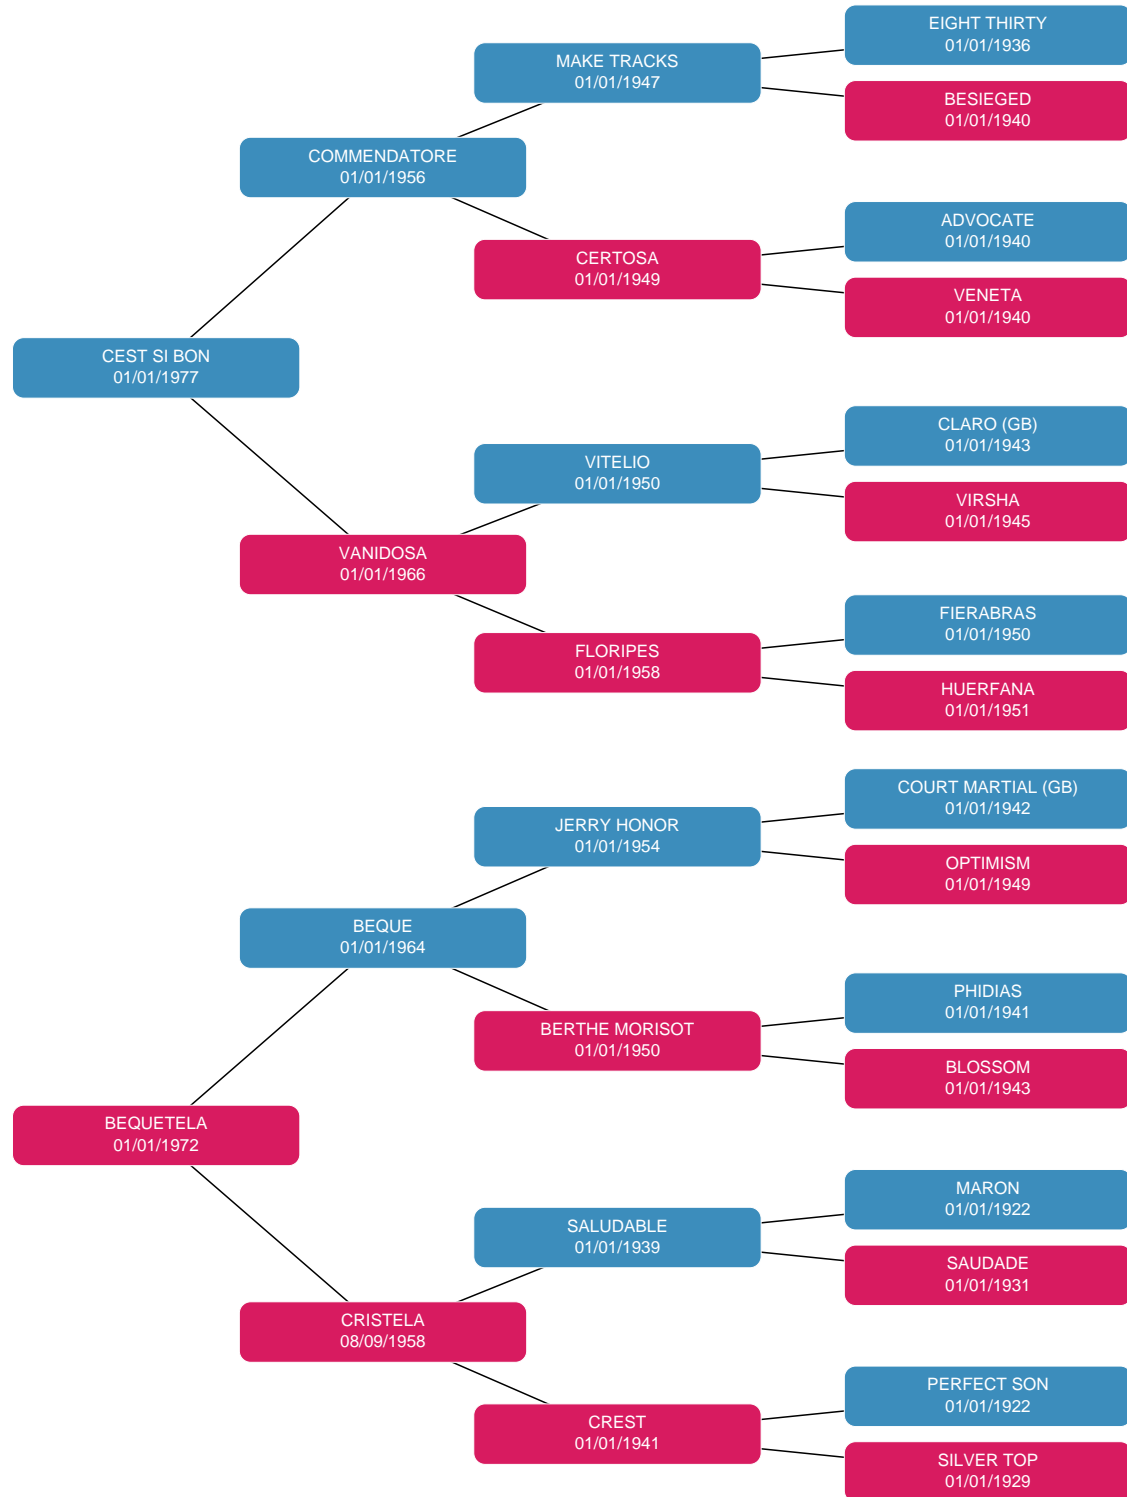 EIGHT THIRTY
01/01/1936
MAKE TRACKS
01/01/1947
BESIEGED
01/01/1940
COMMENDATORE
01/01/1956
ADVOCATE
01/01/1940
CERTOSA
01/01/1949
VENETA
01/01/1940
CEST SI BON
01/01/1977
CLARO (GB)
01/01/1943
VITELIO
01/01/1950
VIRSHA
01/01/1945
VANIDOSA
01/01/1966
FIERABRAS
01/01/1950
FLORIPES
01/01/1958
HUERFANA
01/01/1951
COURT MARTIAL (GB)
01/01/1942
JERRY HONOR
01/01/1954
OPTIMISM
01/01/1949
BEQUE
01/01/1964
PHIDIAS
01/01/1941
BERTHE MORISOT
01/01/1950
BLOSSOM
01/01/1943
BEQUETELA
01/01/1972
MARON
01/01/1922
SALUDABLE
01/01/1939
SAUDADE
01/01/1931
CRISTELA
08/09/1958
PERFECT SON
01/01/1922
CREST
01/01/1941
SILVER TOP
01/01/1929